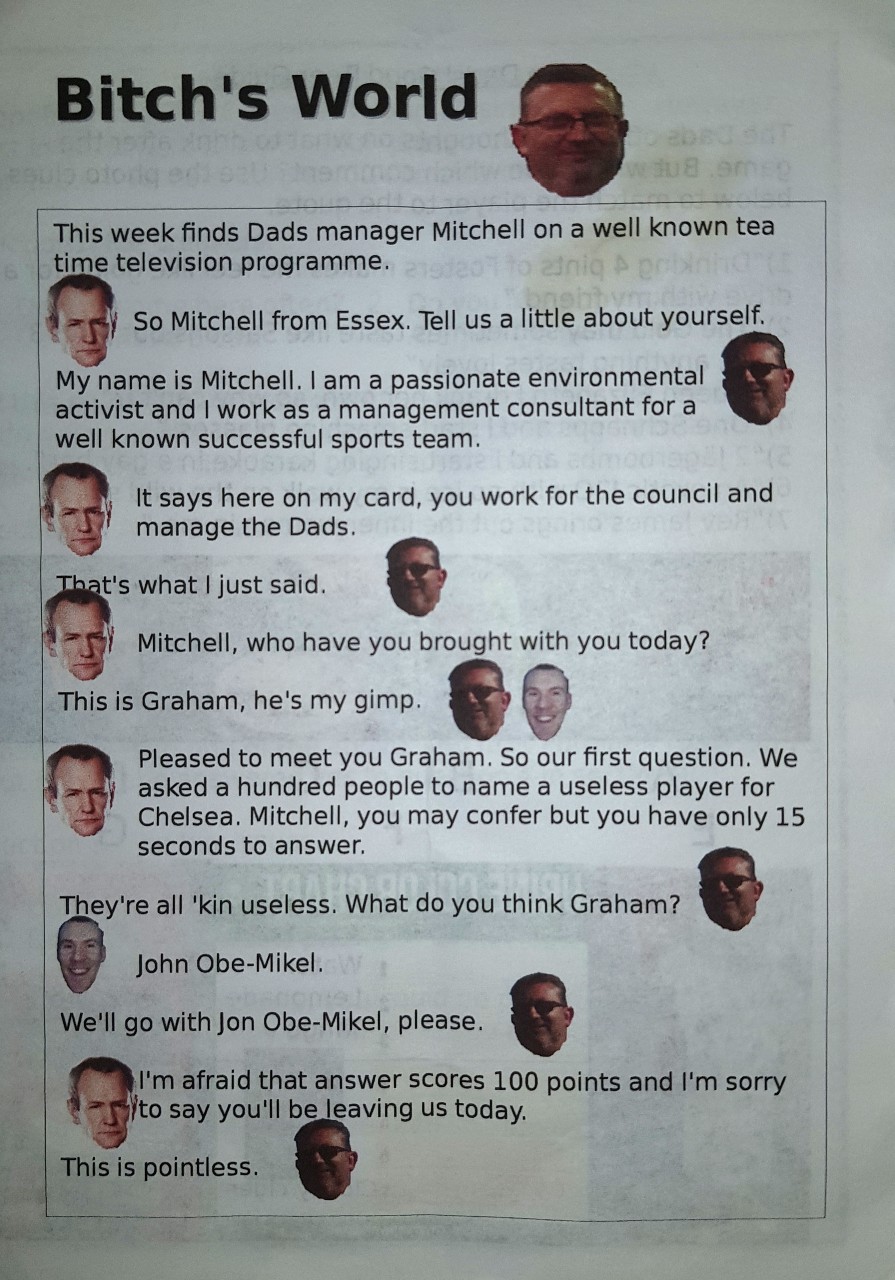 Bitch's World
This week finds Dads manager Mitchell on a well known tea
time television programme.
So Mitchell from Essex. Tell us a little about yourself.
My name is Mitchell. I am a passionate environmental
activist and I work as a management consultant for a
well known successful sports team.
It says here on my card, you work for the council and
manage the Dads.
That's what I just said.
Mitchell, who have you brought with you today?
This is Graham, he's my gimp.
Pleased to meet you Graham. So our first question. We
asked a hundred people to name a useless player for
Chelsea. Mitchell, you may confer but you have only 15
seconds to answer.
They're all 'kin useless. What do you think Graham?
John Obe-Mikel.
We'll go with Jon Obe-Mikel, please.
I'm afraid that answer scores 100 points and I'm sorry
to say you'll be leaving us today.
This is pointless.